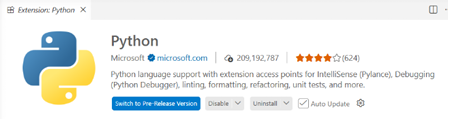 Extension: Python
Python
Microsoft microsoft.com 209,192,787 (624)
Python language support with extension access points for IntelliSense (Pylance), Debugging
(Python Debugger), linting, formatting, refactoring, unit tests, and more.
Switch to Pre-Release Version Disable Uninstall Auto Update